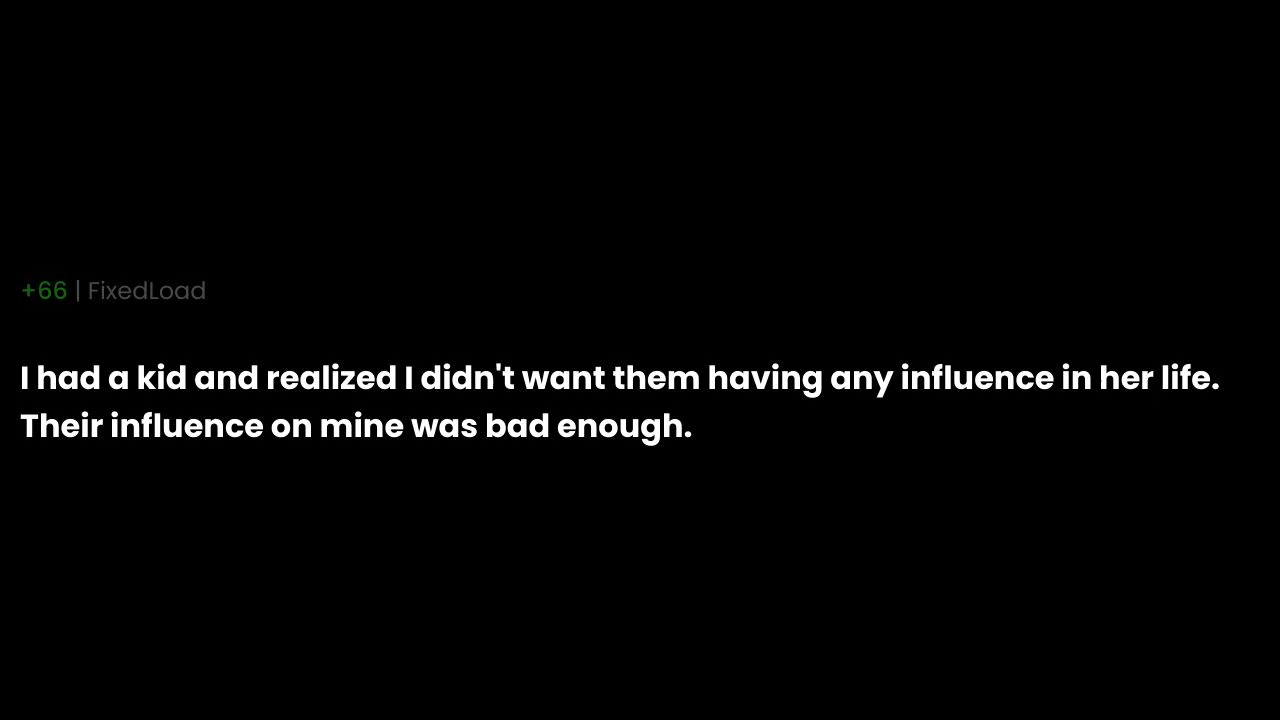 +66 | FixedLoad
I had a kid and realized I didn't want them having any influence in her life.
Their influence on mine was bad enough.